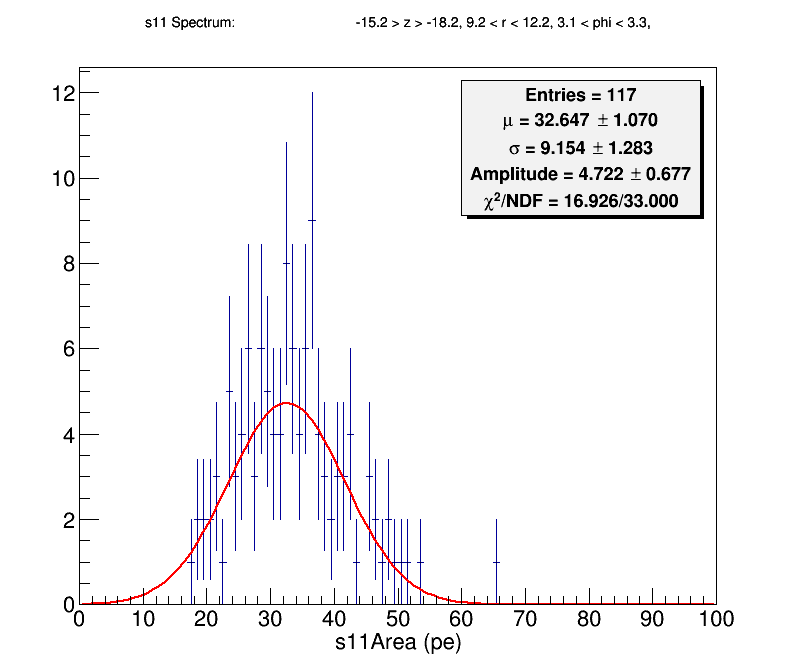 s11 Spectrum: -15.2 > z > -18.2, 9.2 < r < 12.2, 3.1 < phi < 3.3,
Entries = 117
μ = 32.647 ± 1.070
σ = 9.154 ± 1.283
Amplitude = 4.722 ± 0.677
χ²/NDF = 16.926/33.000
12
10
8
6
4
2
0
0 10 20 30 40 50 60 70 80 90 100
s11Area (pe)